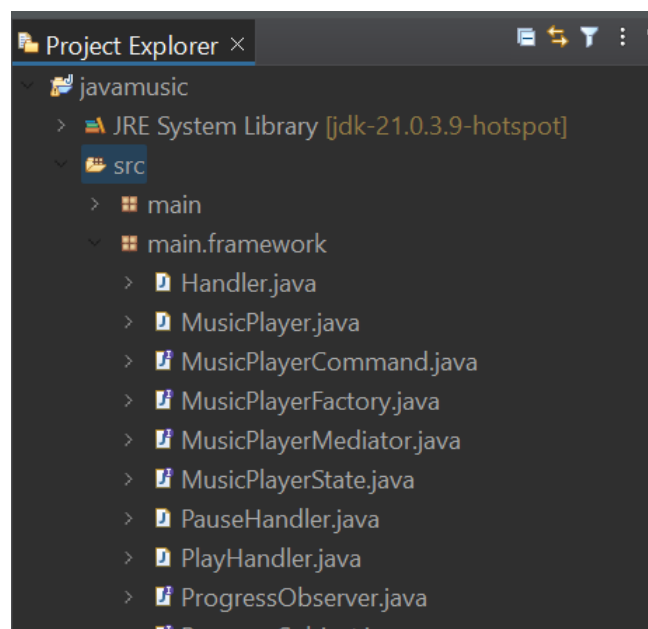 Project Explorer ×
javamusic
JRE System Library [jdk-21.0.3.9-hotspot]
src
main
main.framework
Handler.java
MusicPlayer.java
MusicPlayerCommand.java
MusicPlayerFactory.java
MusicPlayerMediator.java
MusicPlayerState.java
PauseHandler.java
PlayHandler.java
ProgressObserver.java